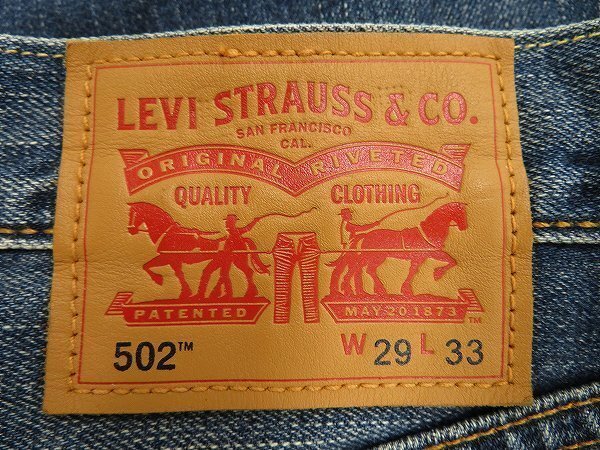 LEVI STRAUSS & CO.
SAN FRANCISCO
CAL.
ORIGINAL RIVETED
QUALITY CLOTHING
PATENTED MAY 20 1873 ™
502™ W 29 L 33